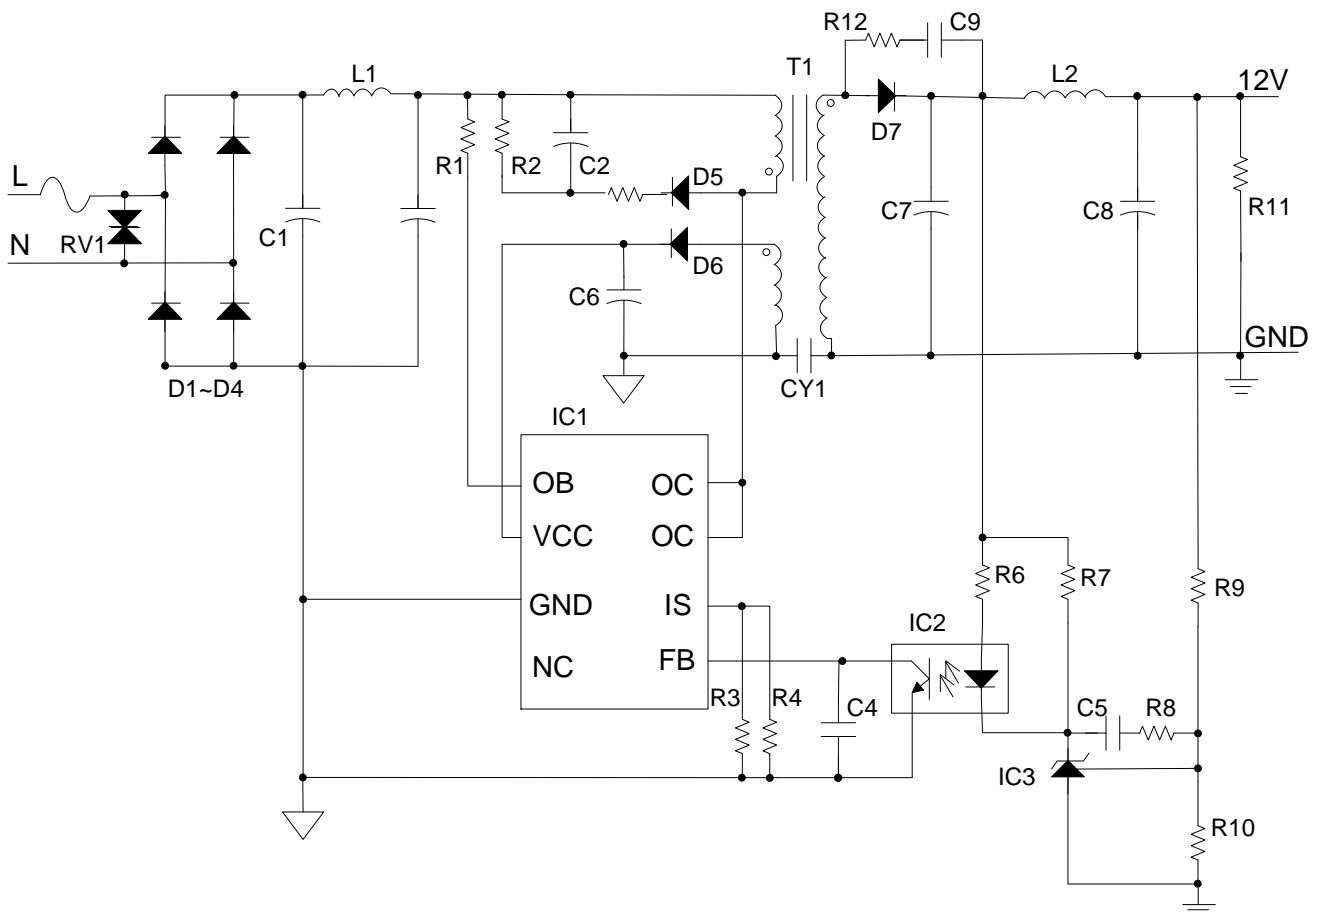 R12
C9
L1
T1
L2
12V
D7
R1
R2
C2
L
D5
C7
C8
R11
C1
RV1
N
D6
C6
GND
D1~D4
CY1
IC1
OB
OC
VCC
OC
R6
R7
R9
GND
IS
IC2
NC
FB
R3
R4
C4
C5
R8
IC3
R10